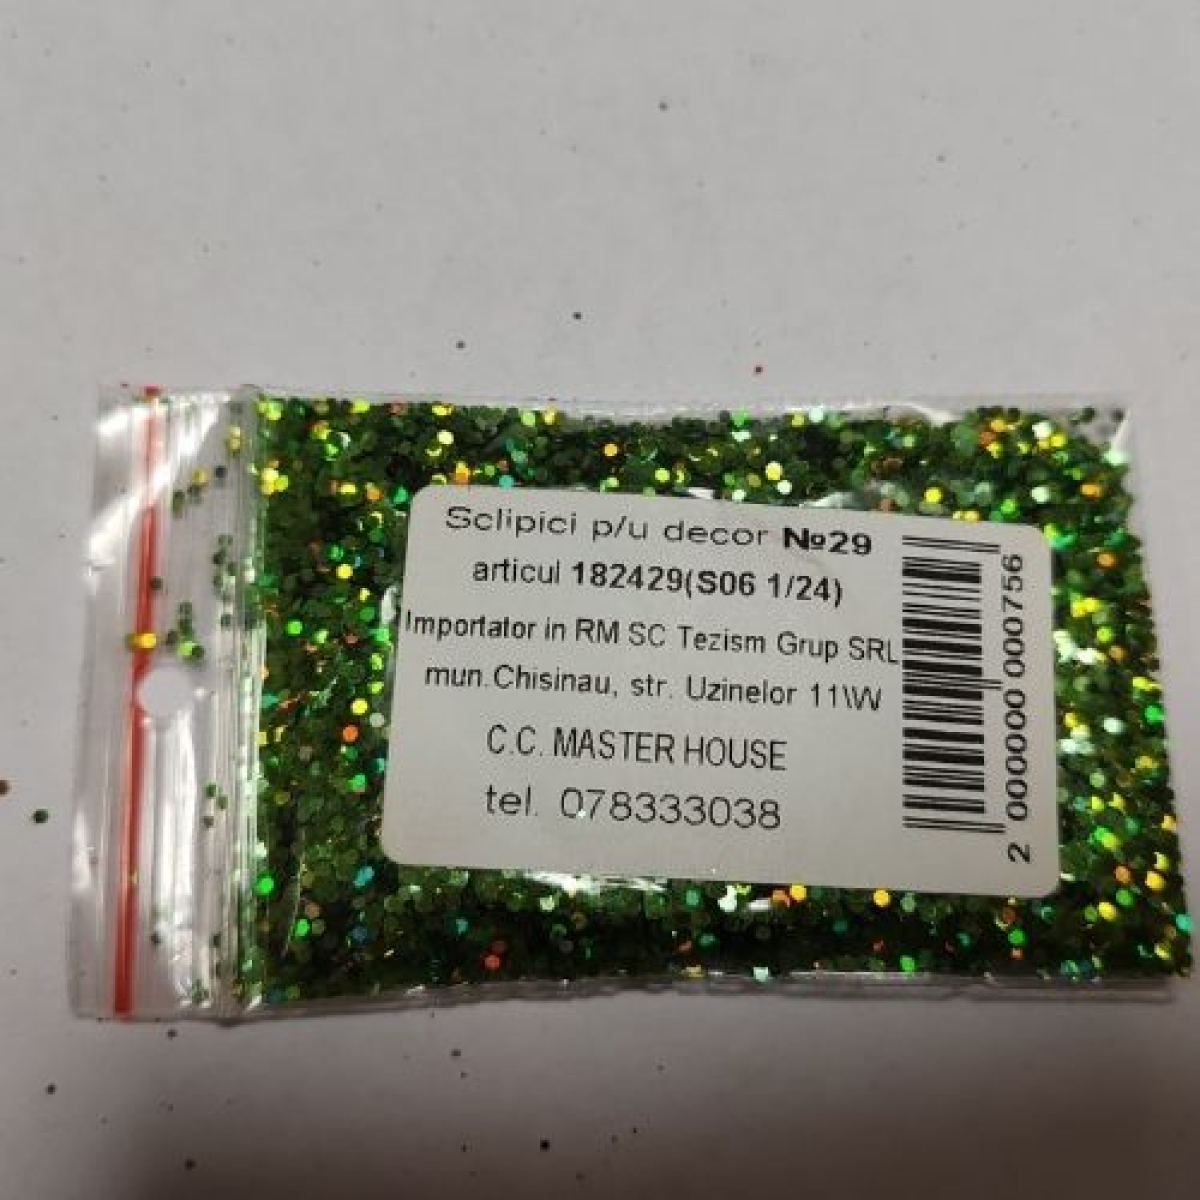 Sclipici p/u decor №29
articul 182429(S06 1/24)
Importator in RM SC Tezism Grup SRL
mun.Chisinau, str. Uzinelor 11\W
C.C. MASTER HOUSE
tel. 078333038
2 000000 000756